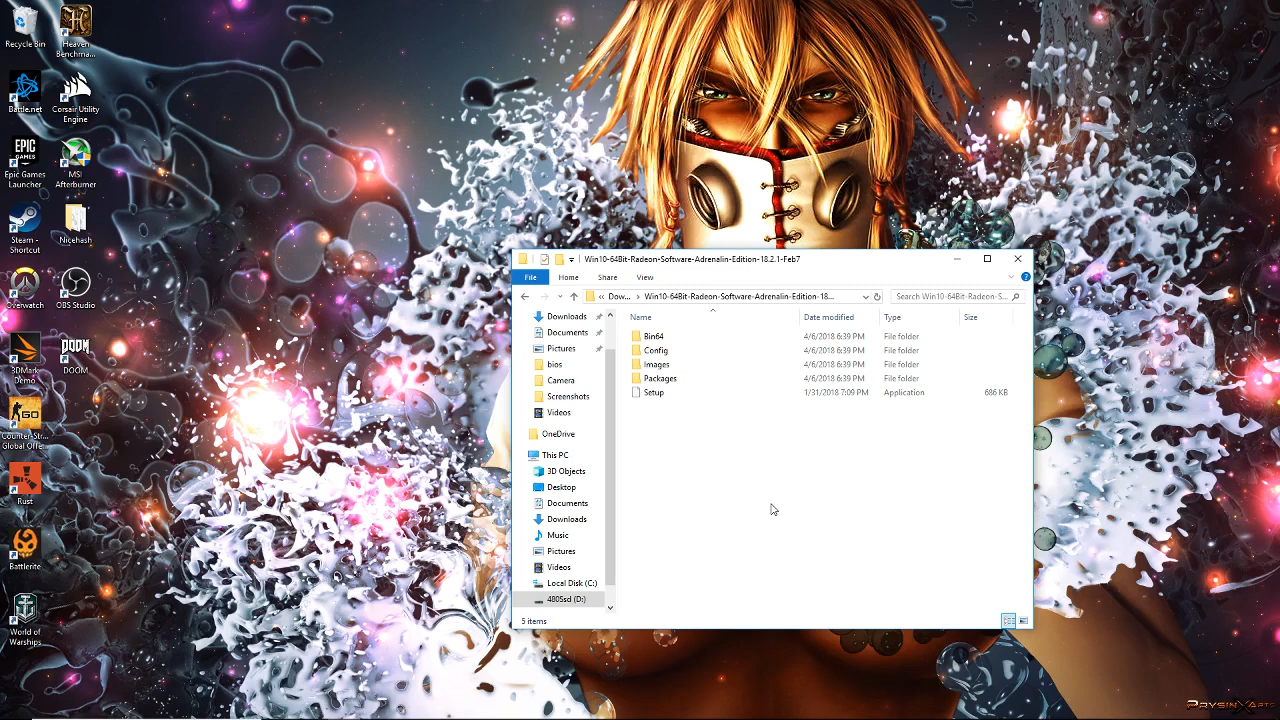 Recycle Bin
Heaven
Benchma...
Battle.net
Corsair Utility
Engine
EPIC
GAMES
Epic Games
Launcher
MSI
Afterburner
Steam -
Shortcut
Nicehash
Overwatch
OBS Studio
3DMark
Demo
DOOM
DOOM
GO
Counter-Str...
Global Offe...
Rust
Battlerite
World of
Warships
Win10-64Bit-Radeon-Software-Adrenalin-Edition-18.2.1-Feb7
File
Home
Share
View
« Dow... › Win10-64Bit-Radeon-Software-Adrenalin-Edition-18...
Search Win10-64Bit-Radeon-S...
Downloads
Documents
Pictures
bios
Camera
Screenshots
Videos
OneDrive
This PC
3D Objects
Desktop
Documents
Downloads
Music
Pictures
Videos
Local Disk (C:)
480Ssd (D:)
Name Date modified Type Size
Bin64 4/6/2018 6:39 PM File folder
Config 4/6/2018 6:39 PM File folder
Images 4/6/2018 6:39 PM File folder
Packages 4/6/2018 6:39 PM File folder
Setup 1/31/2018 7:09 PM Application 686 KB
5 items
PrysinXArts